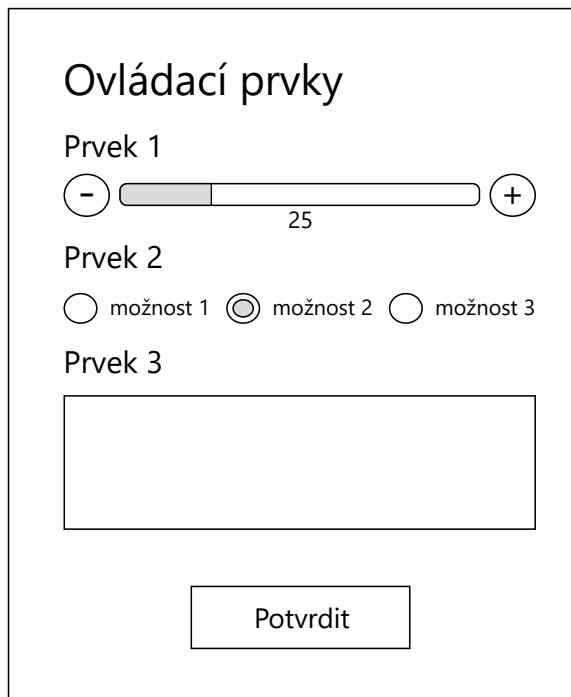 Ovládací prvky
Prvek 1
- +
25
Prvek 2
možnost 1 možnost 2 možnost 3
Prvek 3
Potvrdit